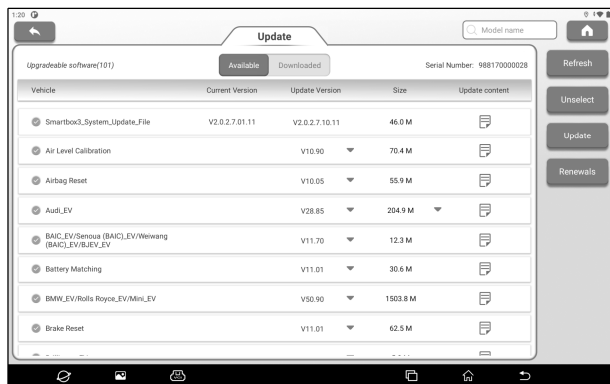 1:20
Update
Model name
Upgradeable software(101)
Available
Downloaded
Serial Number: 988170000028
Refresh
Unselect
Update
Renewals
Vehicle
Current Version
Update Version
Size
Update content
Smartbox3_System_Update_File
V2.0.2.7.01.11
V2.0.2.7.10.11
46.0 M
Air Level Calibration
V10.90
70.4 M
Airbag Reset
V10.05
55.9 M
Audi_EV
V28.85
204.9 M
BAIC_EV/Senoua (BAIC)_EV/Weiwang
(BAIC)_EV/BJEV_EV
V11.70
12.3 M
Battery Matching
V11.01
30.6 M
BMW_EV/Rolls Royce_EV/Mini_EV
V50.90
1503.8 M
Brake Reset
V11.01
62.5 M